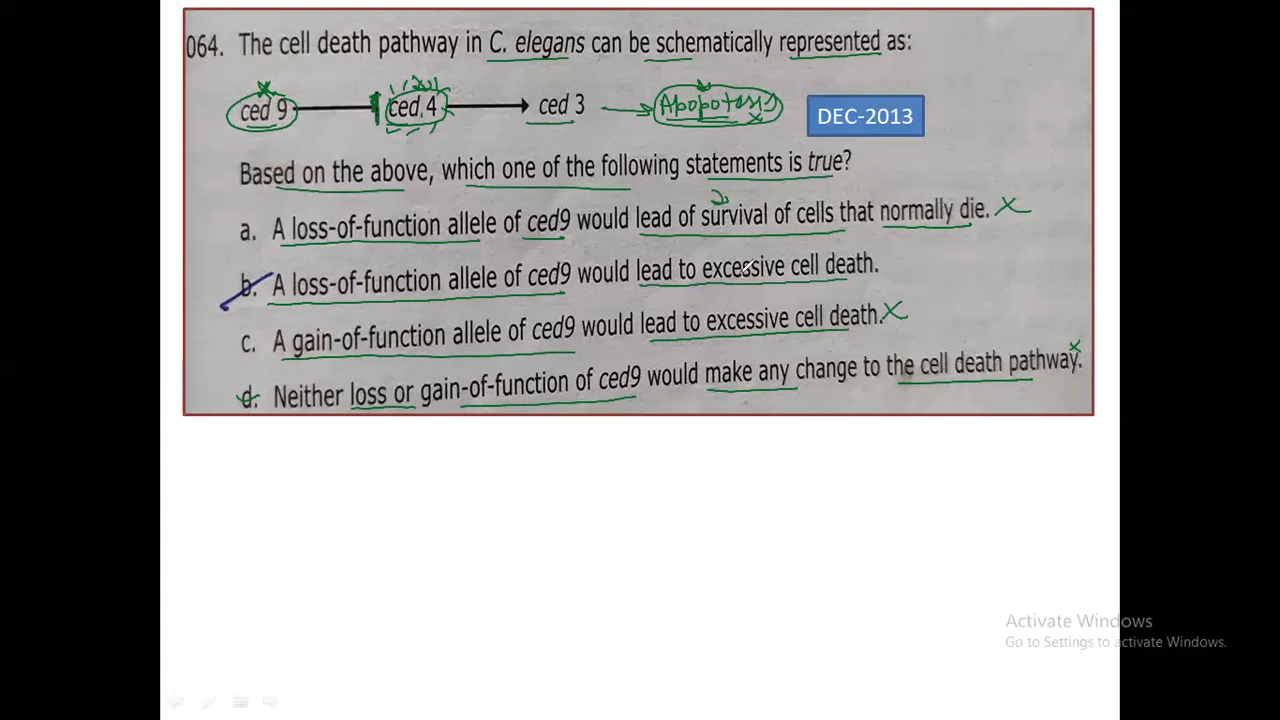 064. The cell death pathway in C. elegans can be schematically represented as:
ced 9 ced 4 ced 3 Apoptosis
DEC-2013
Based on the above, which one of the following statements is true?
a. A loss-of-function allele of ced9 would lead of survival of cells that normally die.
b. A loss-of-function allele of ced9 would lead to excessive cell death.
c. A gain-of-function allele of ced9 would lead to excessive cell death.
d. Neither loss or gain-of-function of ced9 would make any change to the cell death pathway.
Activate Windows
Go to Settings to activate Windows.